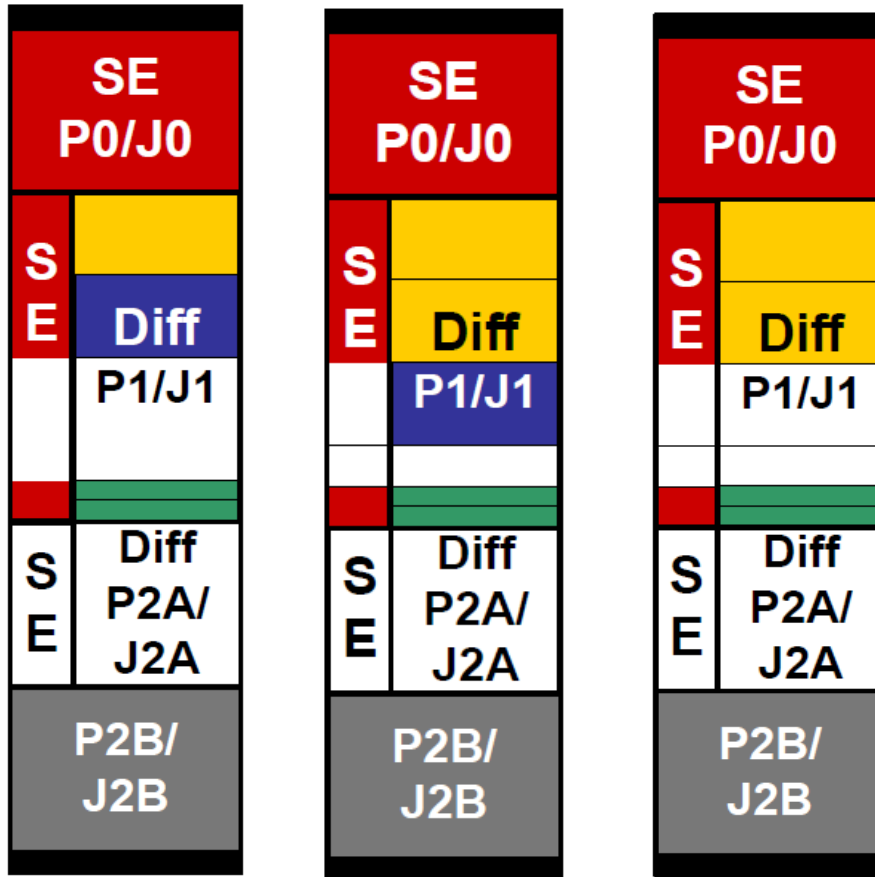 SE
P0/J0
S
E
Diff
P1/J1
S
E
Diff
P2A/
J2A
P2B/
J2B
SE
P0/J0
S
E
Diff
P1/J1
S
E
Diff
P2A/
J2A
P2B/
J2B
SE
P0/J0
S
E
Diff
P1/J1
S
E
Diff
P2A/
J2A
P2B/
J2B